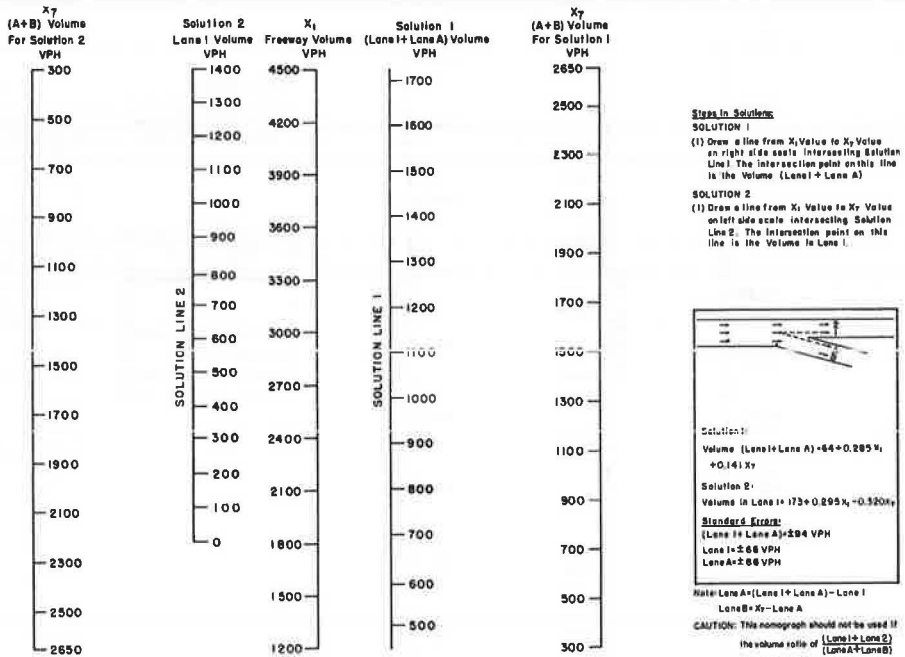 X7
(A+B) Volume
For Solution 2
VPH
300
500
700
900
1100
1300
1500
1700
1900
2100
2300
2500
2650
Solution 2
Lane 1 Volume
VPH
1400
1300
1200
1100
1000
900
800
700
600
500
400
300
200
100
0
SOLUTION LINE 2
X1
Freeway Volume
VPH
4500
4200
3900
3600
3300
3000
2700
2400
2100
1800
1500
1200
Solution 1
(Lane 1 + Lane A) Volume
VPH
1700
1600
1500
1400
1300
1200
1100
1000
900
800
700
600
500
SOLUTION LINE 1
X7
(A+B) Volume
For Solution 1
VPH
2650
2500
2300
2100
1900
1700
1500
1300
1100
900
700
500
300
Steps in Solutions:
SOLUTION 1
(1) Draw a line from X1 Value to X7 Value
on right side scale intersecting Solution
Line 1 The intersection point on this line
is the Volume (Lane 1 + Lane A)
SOLUTION 2
(1) Draw a line from X1 Value to X7 Value
on left side scale intersecting Solution
Line 2. The intersection point on this
line is the Volume in Lane 1.
Solution 1:
Volume (Lane 1 + Lane A) = 64 + 0.285 X1
+ 0.141 X7
Solution 2:
Volume in Lane 1 = 173 + 0.295 X1 - 0.320 X7
Standard Errors:
(Lane 1 + Lane A) = ±94 VPH
Lane 1 = ±66 VPH
Lane A = ±66 VPH
Note: Lane A = (Lane 1 + Lane A) - Lane 1
Lane B = X7 - Lane A
CAUTION: This nomograph should not be used if
the volume ratio of (Lane 1 + Lane 2)
(Lane A + Lane B)